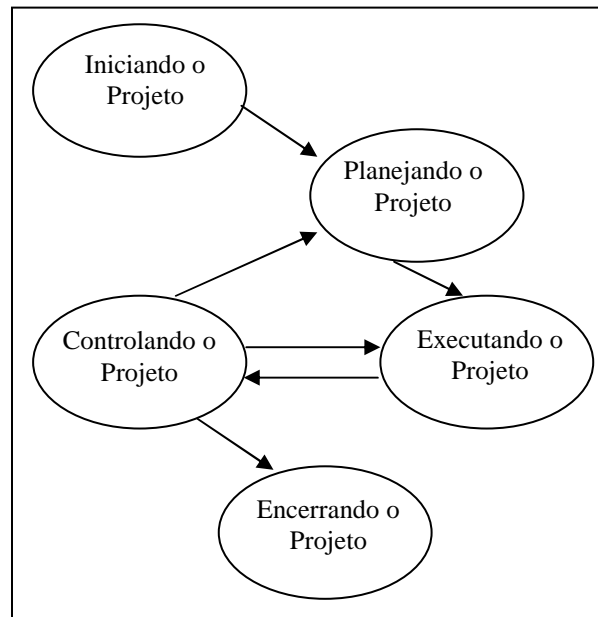 Iniciando o
Projeto
Planejando o
Projeto
Controlando o
Projeto
Executando o
Projeto
Encerrando o
Projeto